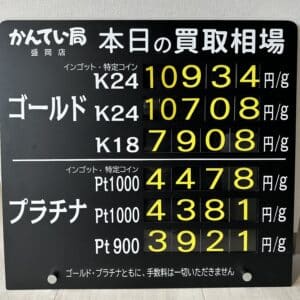 かんてい局 本日の買取相場
盛岡店
インゴット・特定コイン
K24 10934円/g
ゴールド K24 10708円/g
K18 7908円/g
インゴット・特定コイン
Pt1000 4478円/g
プラチナ Pt1000 4381円/g
Pt900 3921円/g
ゴールド・プラチナともに、手数料は一切いただきません